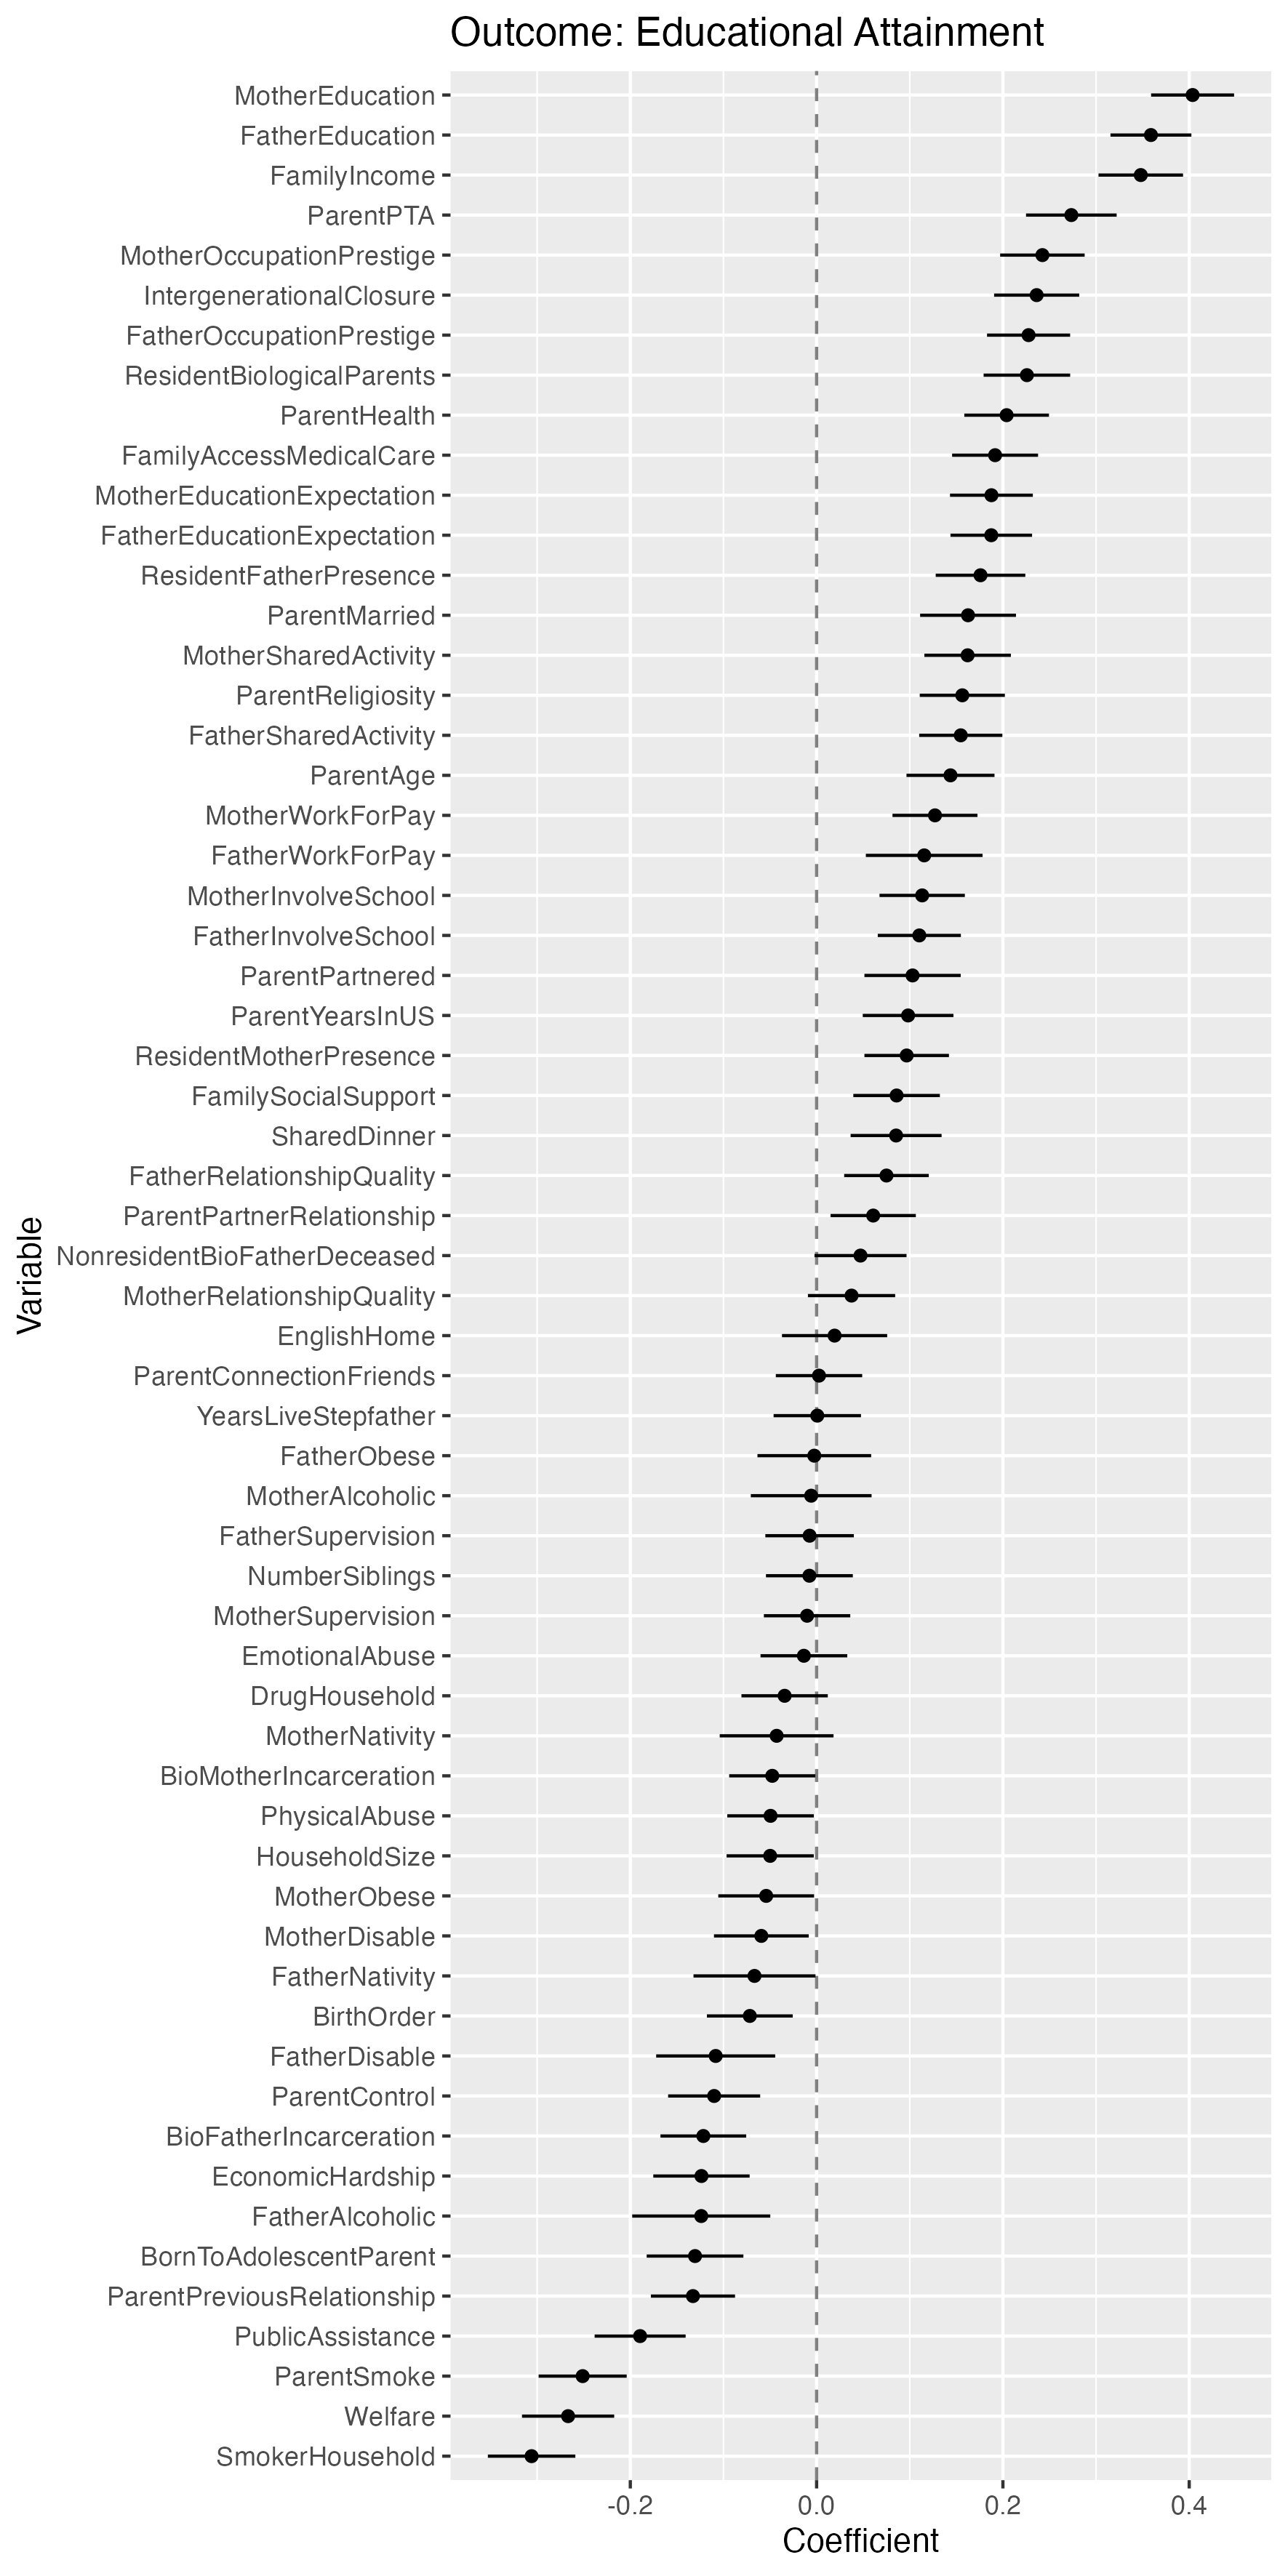 Outcome: Educational Attainment
Variable
MotherEducation
FatherEducation
FamilyIncome
ParentPTA
MotherOccupationPrestige
IntergenerationalClosure
FatherOccupationPrestige
ResidentBiologicalParents
ParentHealth
FamilyAccessMedicalCare
MotherEducationExpectation
FatherEducationExpectation
ResidentFatherPresence
ParentMarried
MotherSharedActivity
ParentReligiosity
FatherSharedActivity
ParentAge
MotherWorkForPay
FatherWorkForPay
MotherInvolveSchool
FatherInvolveSchool
ParentPartnered
ParentYearsInUS
ResidentMotherPresence
FamilySocialSupport
SharedDinner
FatherRelationshipQuality
ParentPartnerRelationship
NonresidentBioFatherDeceased
MotherRelationshipQuality
EnglishHome
ParentConnectionFriends
YearsLiveStepfather
FatherObese
MotherAlcoholic
FatherSupervision
NumberSiblings
MotherSupervision
EmotionalAbuse
DrugHousehold
MotherNativity
BioMotherIncarceration
PhysicalAbuse
HouseholdSize
MotherObese
MotherDisable
FatherNativity
BirthOrder
FatherDisable
ParentControl
BioFatherIncarceration
EconomicHardship
FatherAlcoholic
BornToAdolescentParent
ParentPreviousRelationship
PublicAssistance
ParentSmoke
Welfare
SmokerHousehold
-0.2 0.0 0.2 0.4
Coefficient